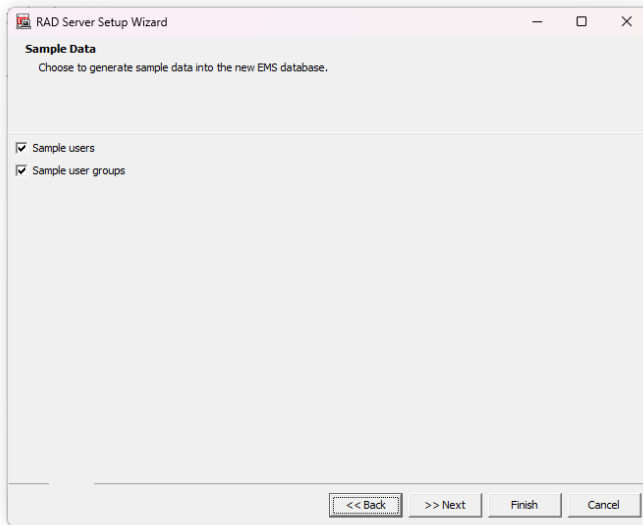 RAD Server Setup Wizard
Sample Data
Choose to generate sample data into the new EMS database.
Sample users
Sample user groups
<< Back >> Next Finish Cancel